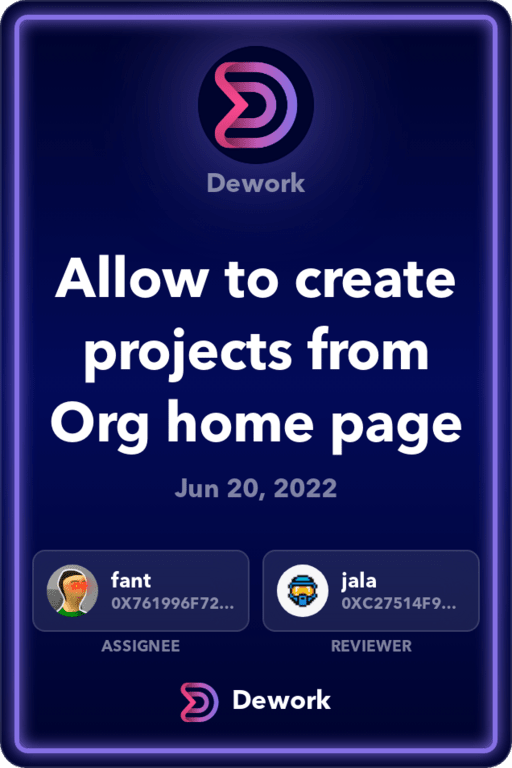 Dework
Allow to create
projects from
Org home page
Jun 20, 2022
fant
0X761996F72...
jala
0XC27514F9...
ASSIGNEE
REVIEWER
Dework